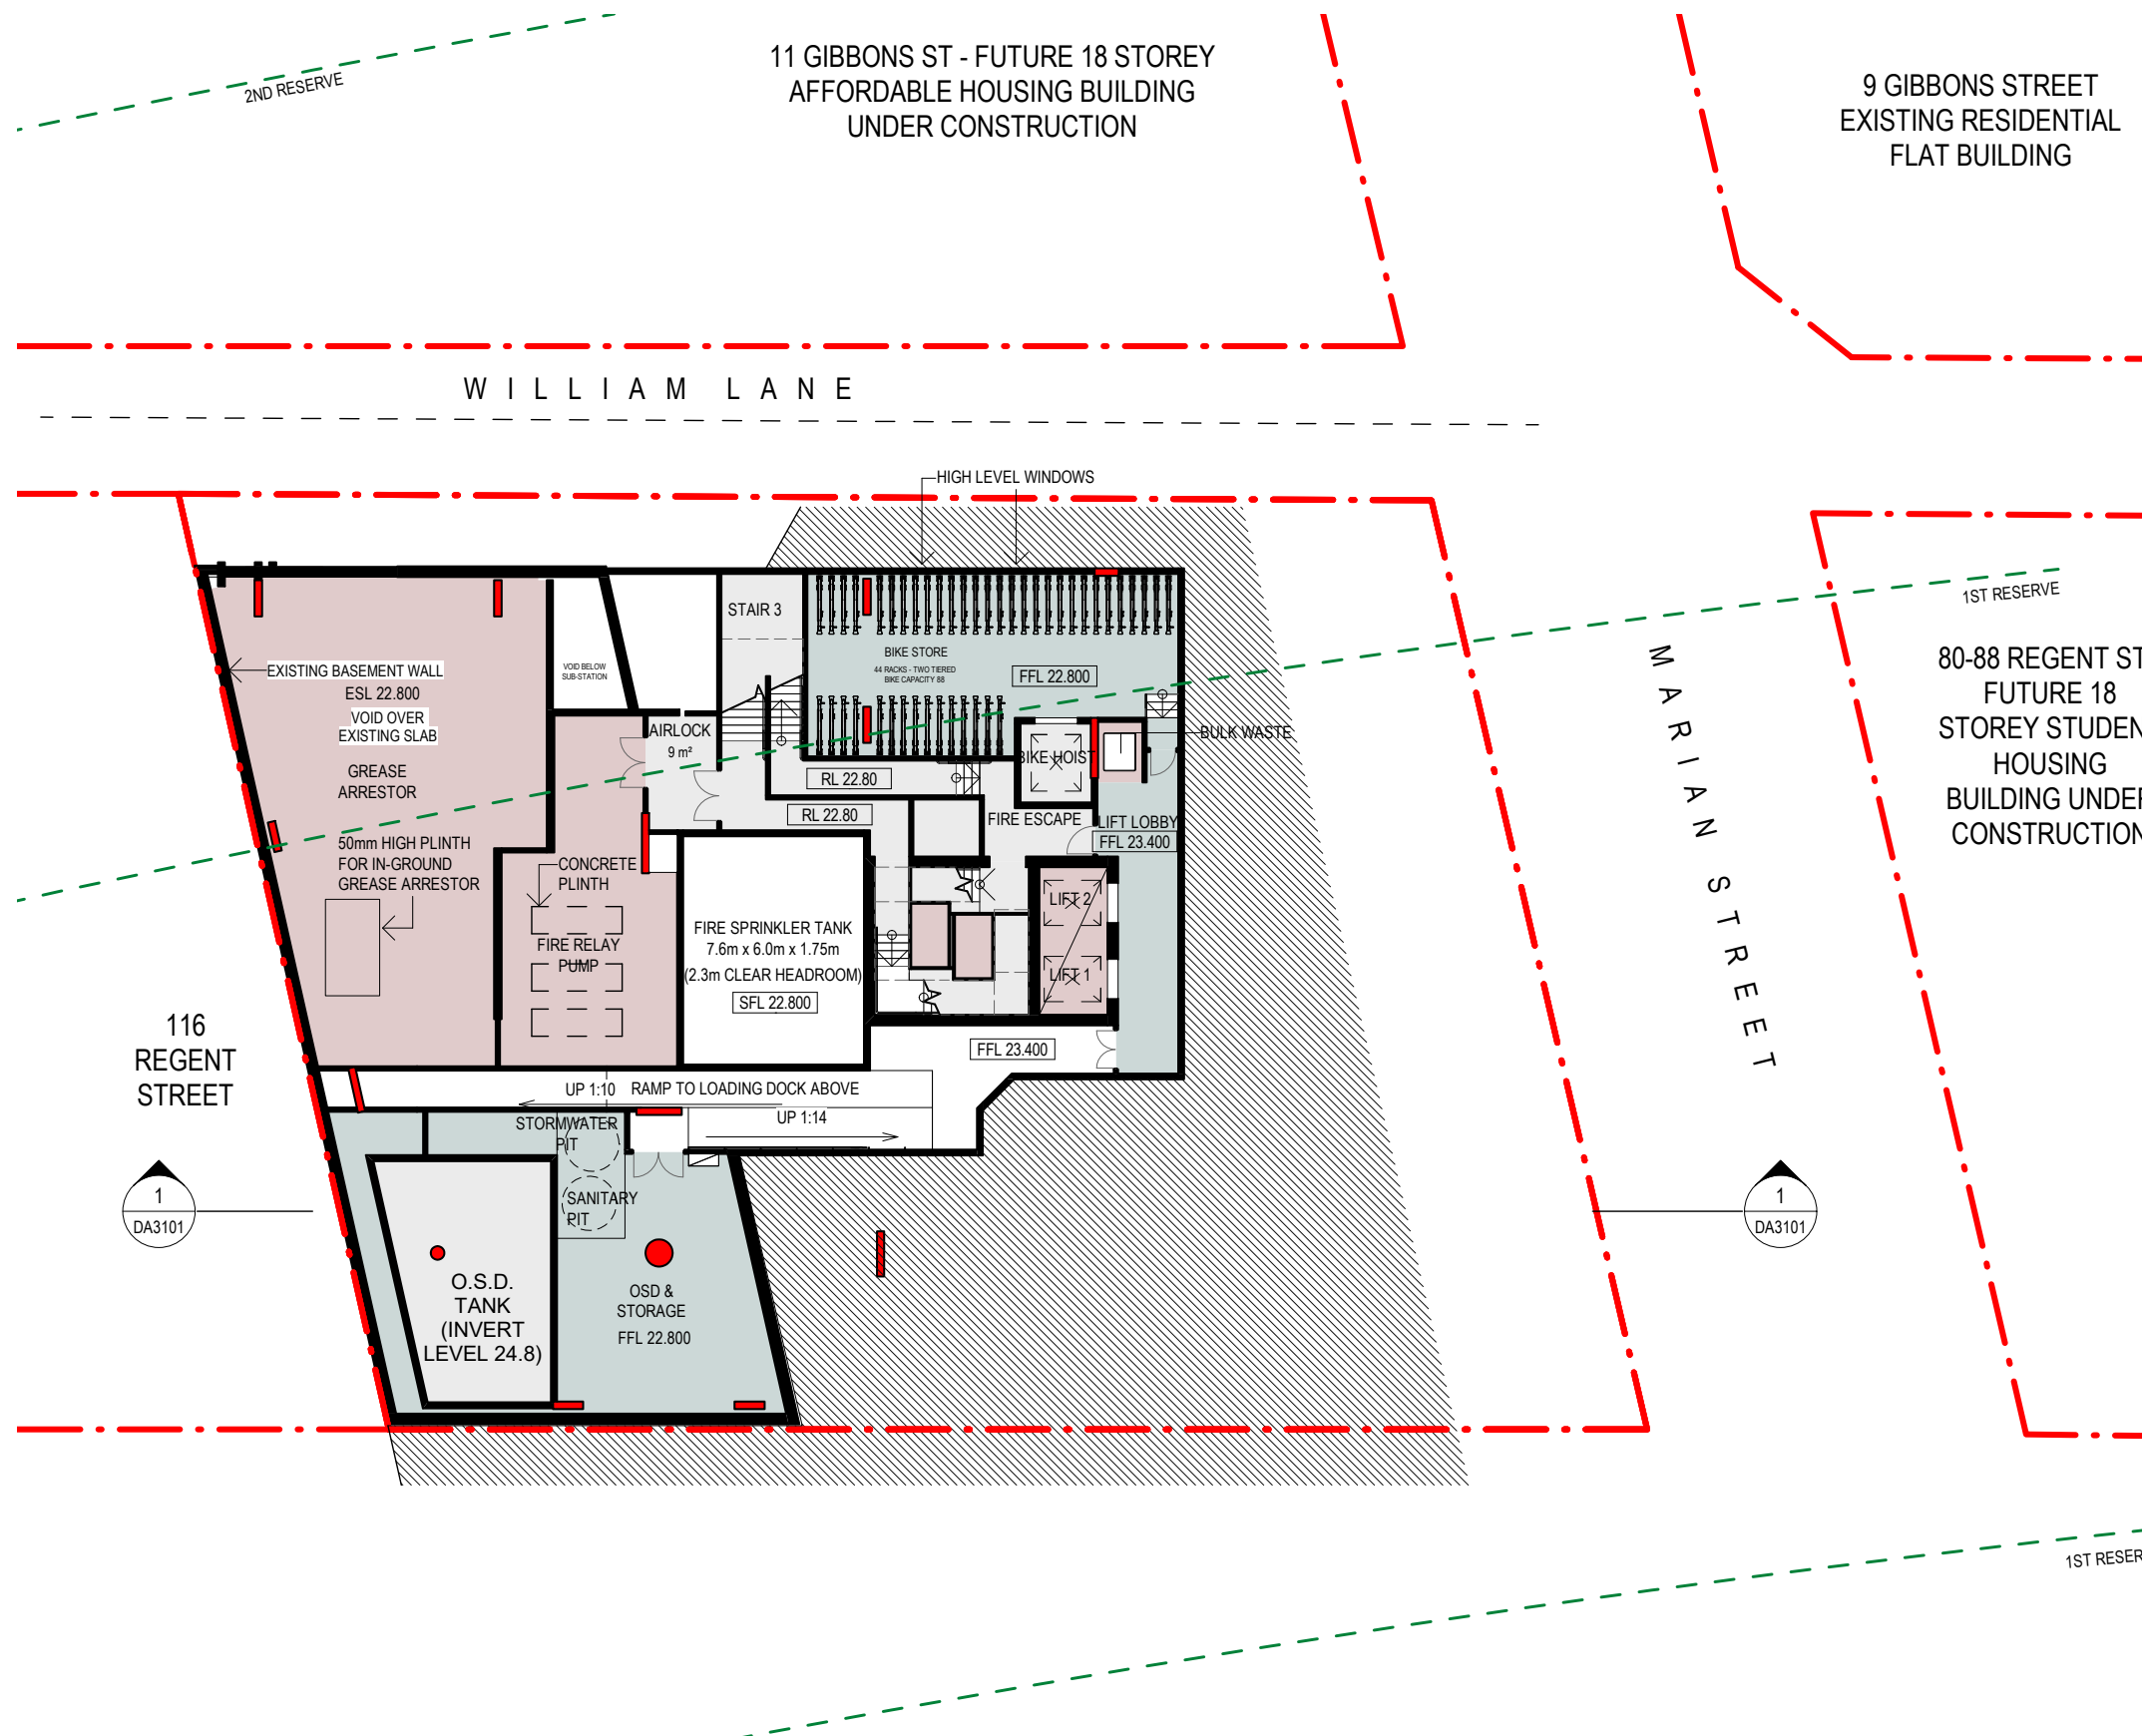 11 GIBBONS ST - FUTURE 18 STOREY
AFFORDABLE HOUSING BUILDING
UNDER CONSTRUCTION
9 GIBBONS STREET
EXISTING RESIDENTIAL
FLAT BUILDING
2ND RESERVE
WILLIAM LANE
HIGH LEVEL WINDOWS
1ST RESERVE
STAIR 3
BIKE STORE
44 RACKS - TWO TIERED
BIKE CAPACITY 88
FFL 22.800
VOID BELOW
SUB-STATION
EXISTING BASEMENT WALL
ESL 22.800
VOID OVER
EXISTING SLAB
GREASE
ARRESTOR
50mm HIGH PLINTH
FOR IN-GROUND
GREASE ARRESTOR
AIRLOCK
9 m²
RL 22.80
RL 22.80
BIKE HOIST
BULK WASTE
FIRE ESCAPE
LIFT LOBBY
FFL 23.400
CONCRETE
PLINTH
FIRE RELAY
PUMP
FIRE SPRINKLER TANK
7.6m x 6.0m x 1.75m
(2.3m CLEAR HEADROOM)
SFL 22.800
LIFT 2
LIFT 1
FFL 23.400
MARIAN STREET
80-88 REGENT ST
FUTURE 18
STOREY STUDEN
HOUSING
BUILDING UNDER
CONSTRUCTION
116
REGENT
STREET
UP 1:10
RAMP TO LOADING DOCK ABOVE
UP 1:14
STORMWATER
PIT
SANITARY
PIT
1
DA3101
1
DA3101
O.S.D.
TANK
(INVERT
LEVEL 24.8)
OSD &
STORAGE
FFL 22.800
1ST RESER